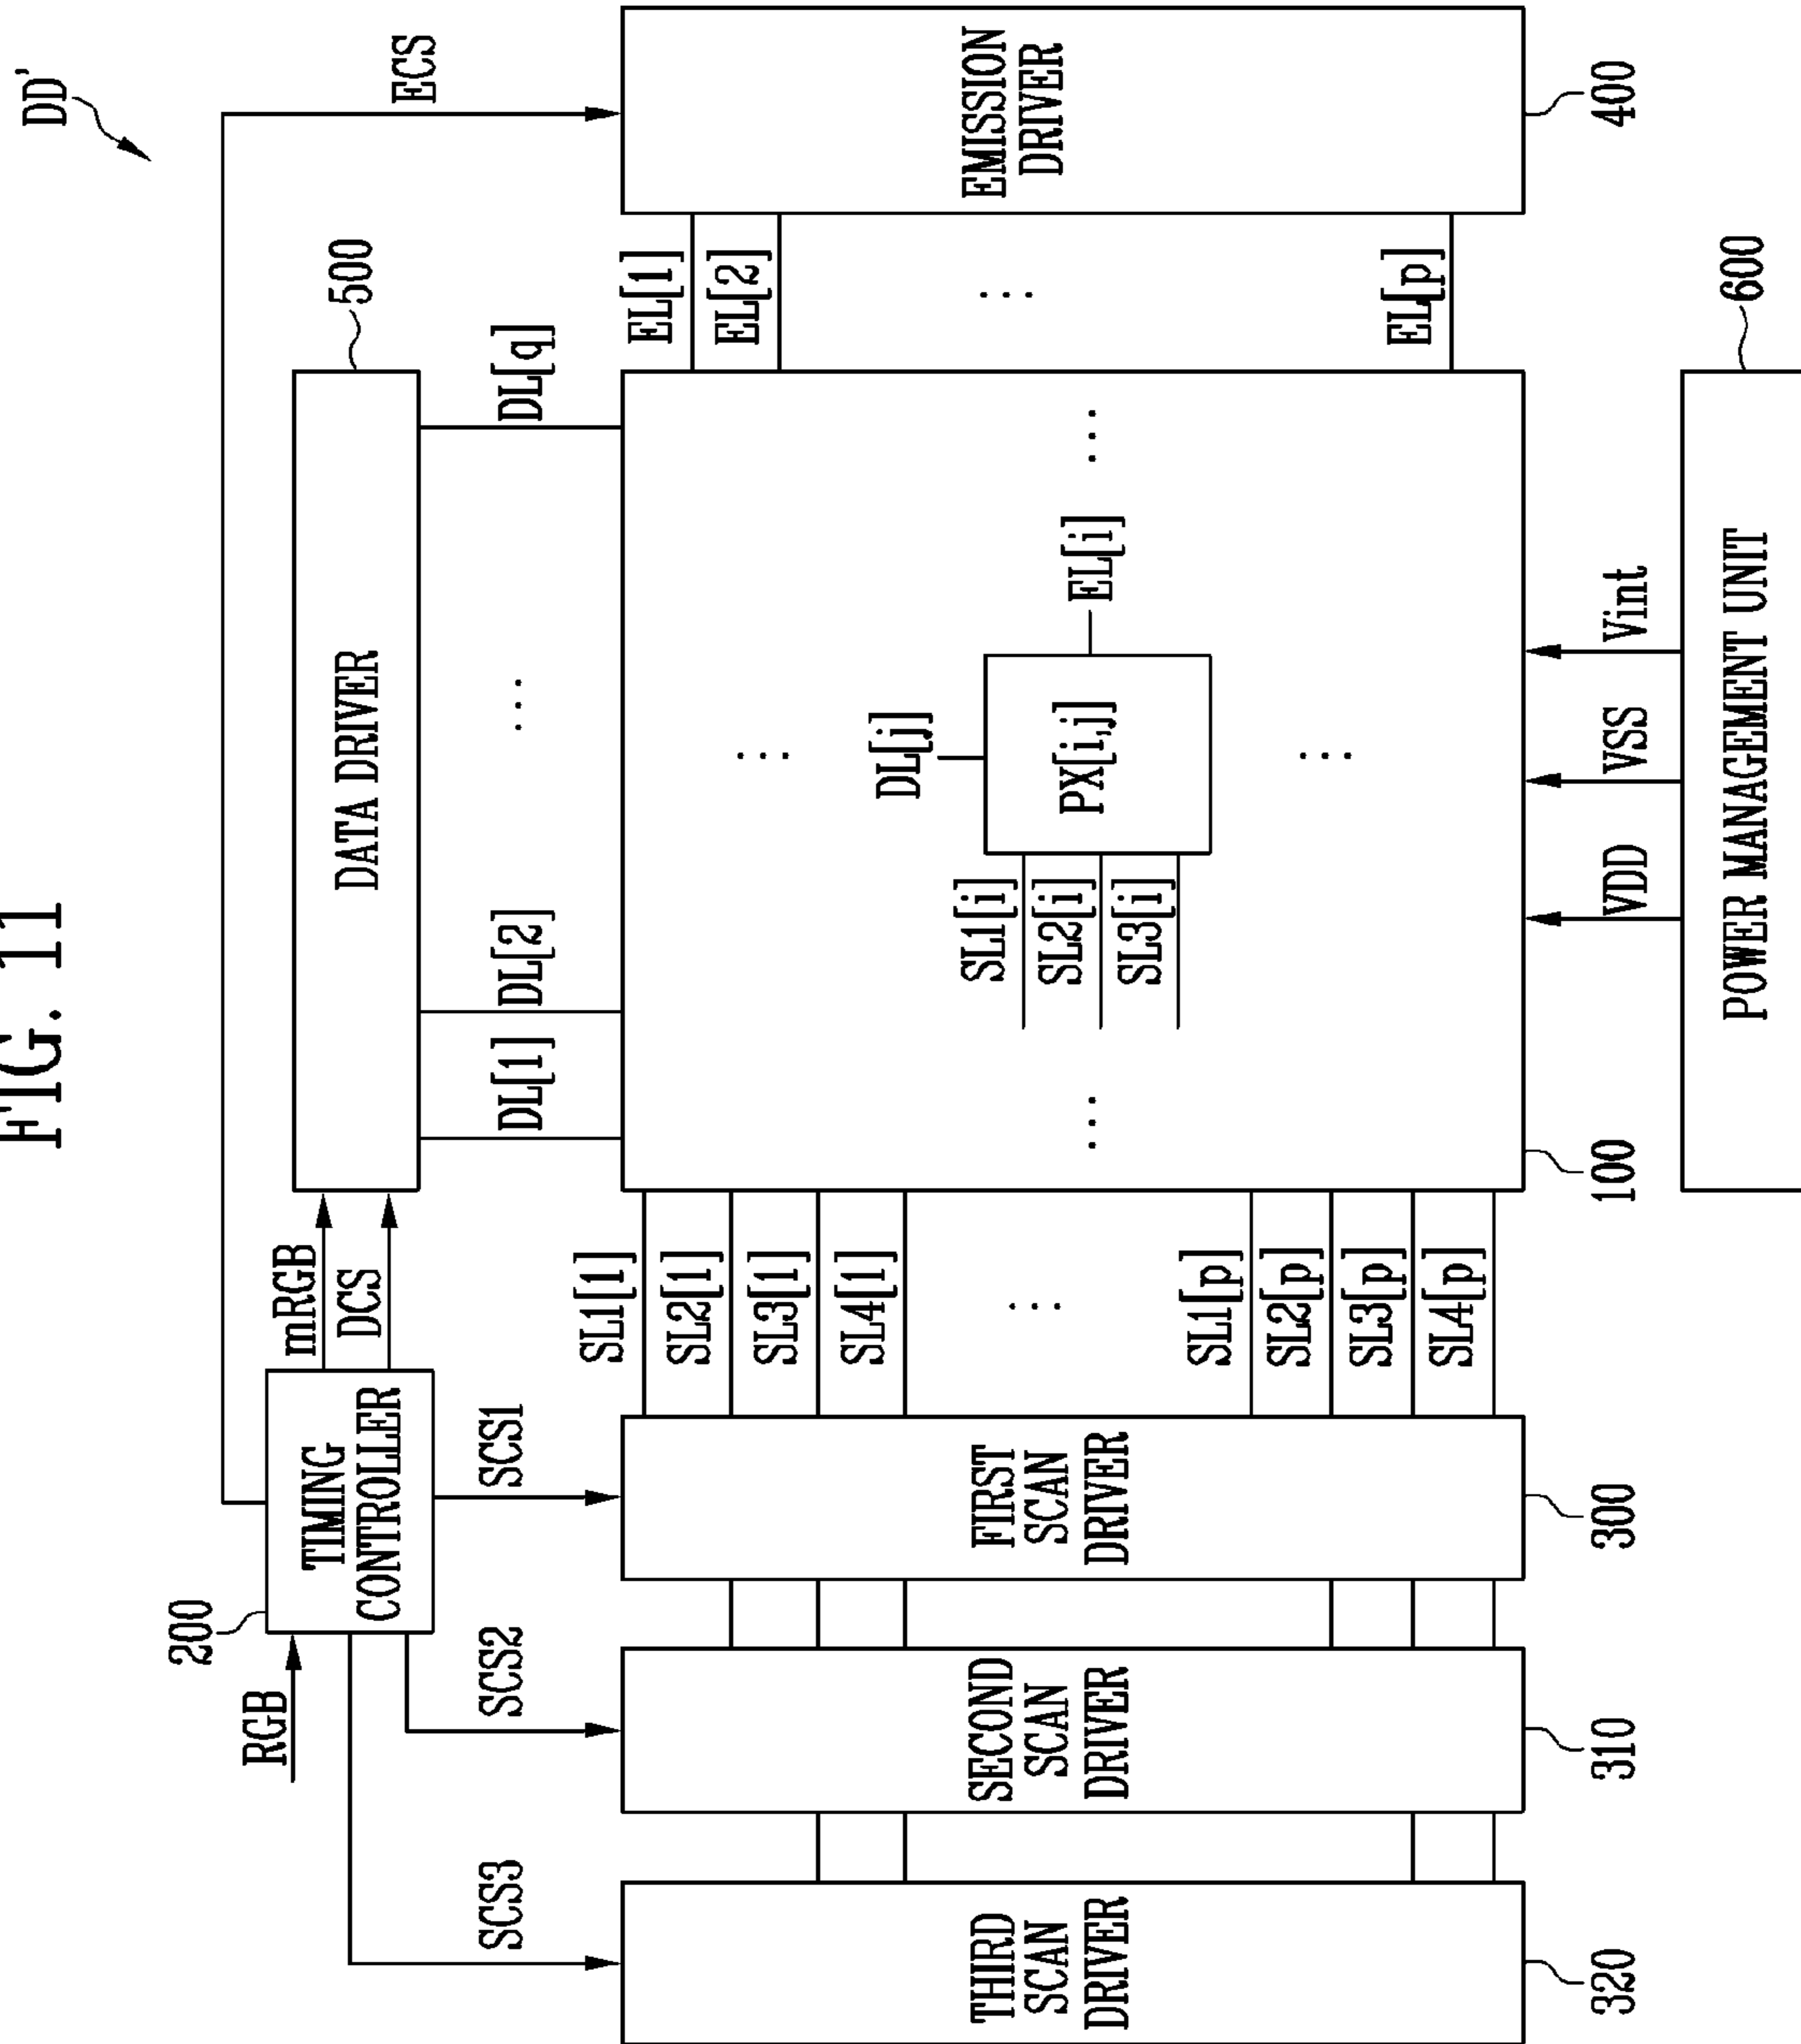 FIG. 11
DD'
200
RGB
TIMING
CONTROLLER
mRGB
DCS
DATA DRIVER
500
ECS
SCS3
SCS2
SCS1
DL[1]
DL[2]
...
DL[q]
THIRD
SCAN
DRIVER
320
SECOND
SCAN
DRIVER
310
FIRST
SCAN
DRIVER
300
SL1[1]
SL2[1]
SL3[1]
SL4[1]
...
SL1[p]
SL2[p]
SL3[p]
SL4[p]
...
DL[j]
SL1[i]
SL2[i]
SL3[i]
PX[i,j]
EL[i]
...
...
...
100
EL[1]
EL[2]
...
EL[p]
EMISSION
DRIVER
400
VDD
VSS
Vint
POWER MANAGEMENT UNIT
600